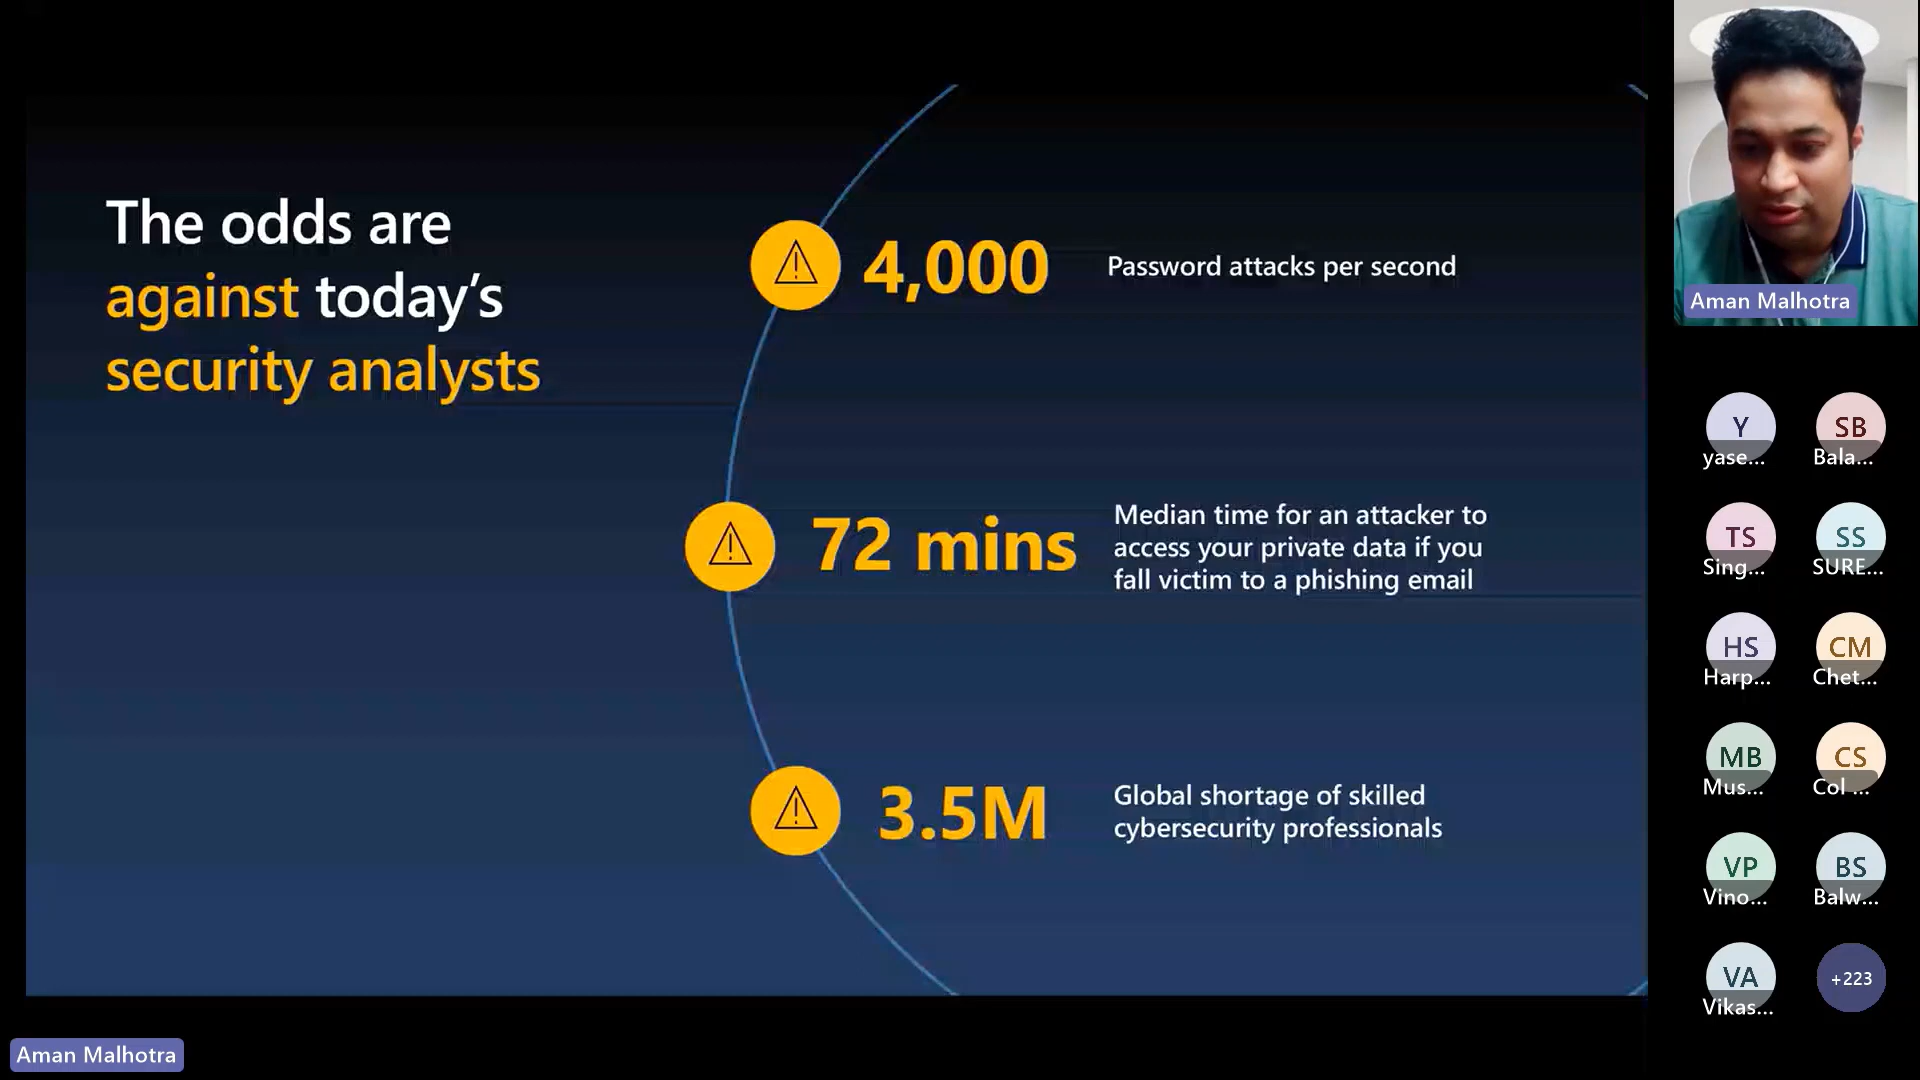 The odds are
against today's
security analysts
4,000
Password attacks per second
72 mins
Median time for an attacker to
access your private data if you
fall victim to a phishing email
3.5M
Global shortage of skilled
cybersecurity professionals
Aman Malhotra
Y
yase...
SB
Bala...
TS
Sing...
SS
SURE...
HS
Harp...
CM
Chet...
MB
Mus...
CS
Col ...
VP
Vino...
BS
Balw...
VA
Vikas...
+223
Aman Malhotra